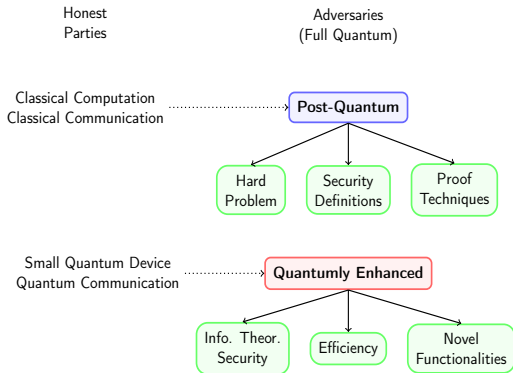 Honest
Parties
Adversaries
(Full Quantum)
Classical Computation
Classical Communication
Post-Quantum
Hard
Problem
Security
Definitions
Proof
Techniques
Small Quantum Device
Quantum Communication
Quantumly Enhanced
Info. Theor.
Security
Efficiency
Novel
Functionalities